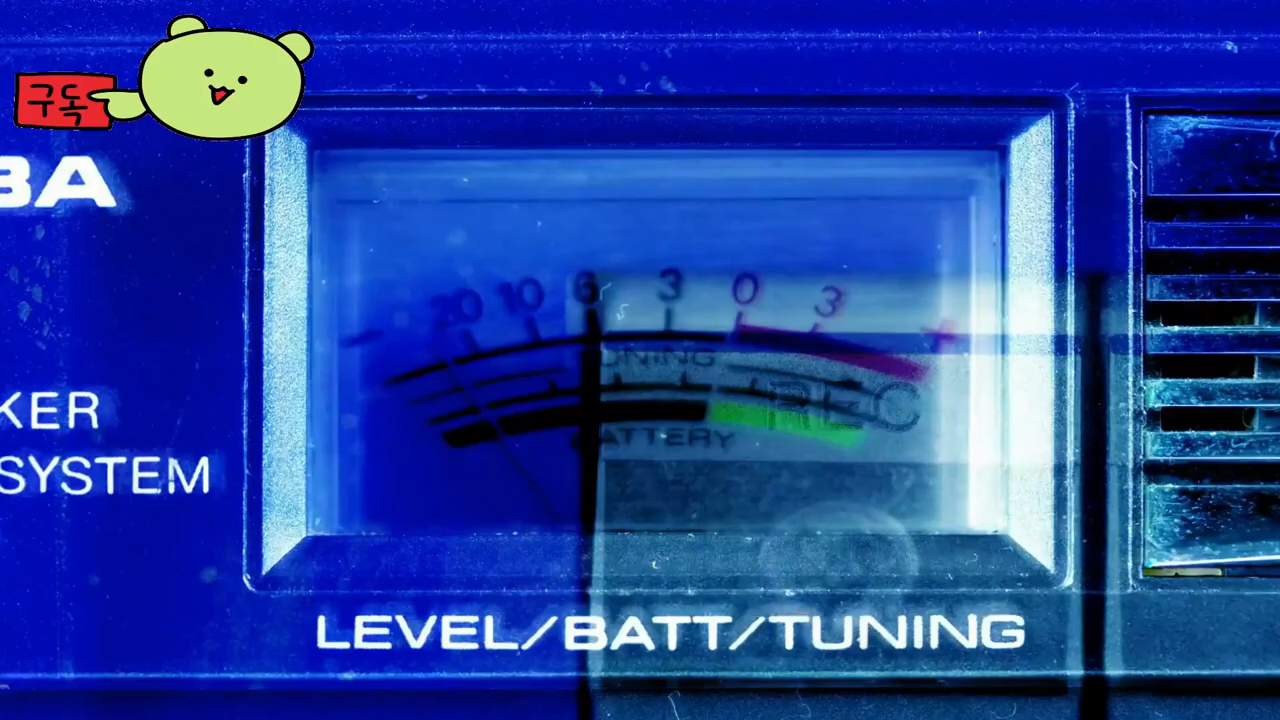 구독
BA
20 10 6 3 0 3
- +
TUNING
REC
BATTERY
KER
SYSTEM
LEVEL/BATT/TUNING